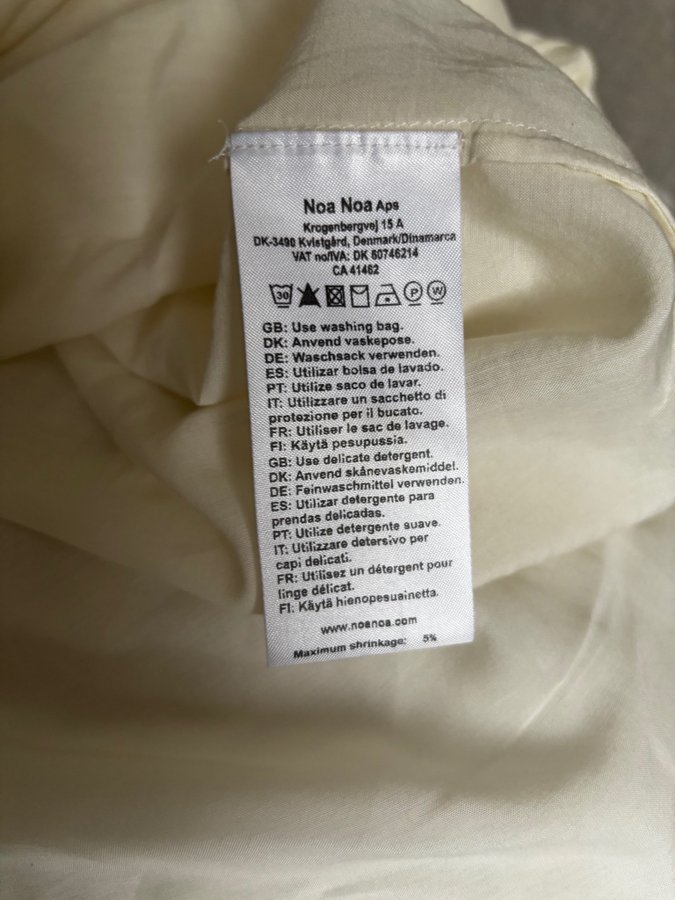 Noa Noa Aps
Krogenbergvej 15 A
DK-3490 Kvistgård, Denmark/Dinamarca
VAT no/IVA: DK 60746214
CA 41462
30 P W
GB: Use washing bag.
DK: Anvend vaskepose.
DE: Waschsack verwenden.
ES: Utilizar bolsa de lavado.
PT: Utilize saco de lavar.
IT: Utilizzare un sacchetto di
protezione per il bucato.
FR: Utiliser le sac de lavage.
FI: Käytä pesupussia.
GB: Use delicate detergent.
DK: Anvend skånevaskemiddel.
DE: Feinwaschmittel verwenden.
ES: Utilizar detergente para
prendas delicadas.
PT: Utilize detergente suave.
IT: Utilizzare detersivo per
capi delicati.
FR: Utilisez un détergent pour
linge délicat.
FI: Käytä hienopesuainetta.
www.noanoa.com
Maximum shrinkage: 5%